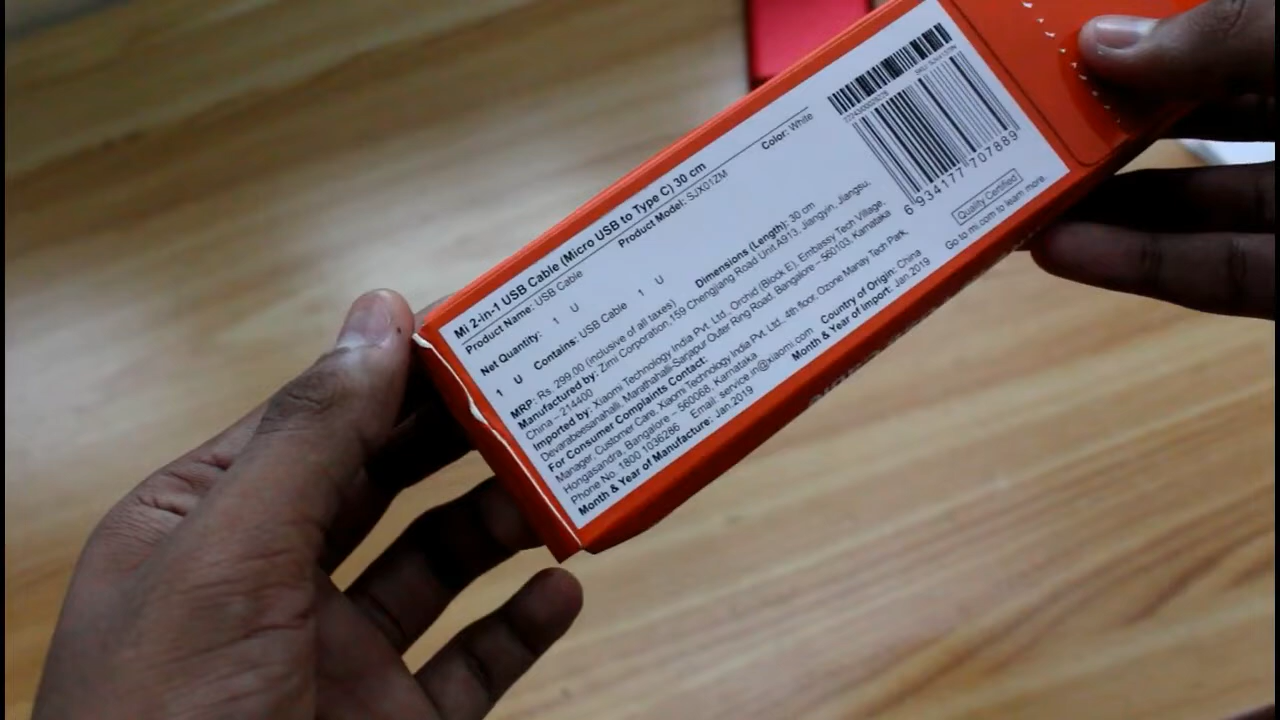 Mi 2-in-1 USB Cable (Micro USB to Type C) 30 cm
Product Name: USB Cable Product Model: SJX01ZM Color: White
Net Quantity: 1 U
1 U Contains: USB Cable 1 U
MRP: Rs. 299.00 (inclusive of all taxes) Dimensions (Length): 30 cm
Manufactured by: Zimi Corporation, 159 Chengjiang Road Unit A913, Jiangyin, Jiangsu,
China – 214400
Imported by: Xiaomi Technology India Pvt. Ltd., Orchid (Block E), Embassy Tech Village,
Devarabeesanahalli, Marathahalli-Sarjapur Outer Ring Road. Bangalore – 560103, Karnataka
For Consumer Complaints Contact:
Manager, Customer Care, Xiaomi Technology India Pvt. Ltd., 4th floor, Ozone Manay Tech Park,
Hongasandra, Bangalore – 560068, Karnataka
Phone No. 1800 1036286 Email: service.in@xiaomi.com Country of Origin: China
Month & Year of Manufacture: Jan.2019 Month & Year of Import: Jan.2019
6 934177 707889
Quality Certified
Go to mi.com to learn more.